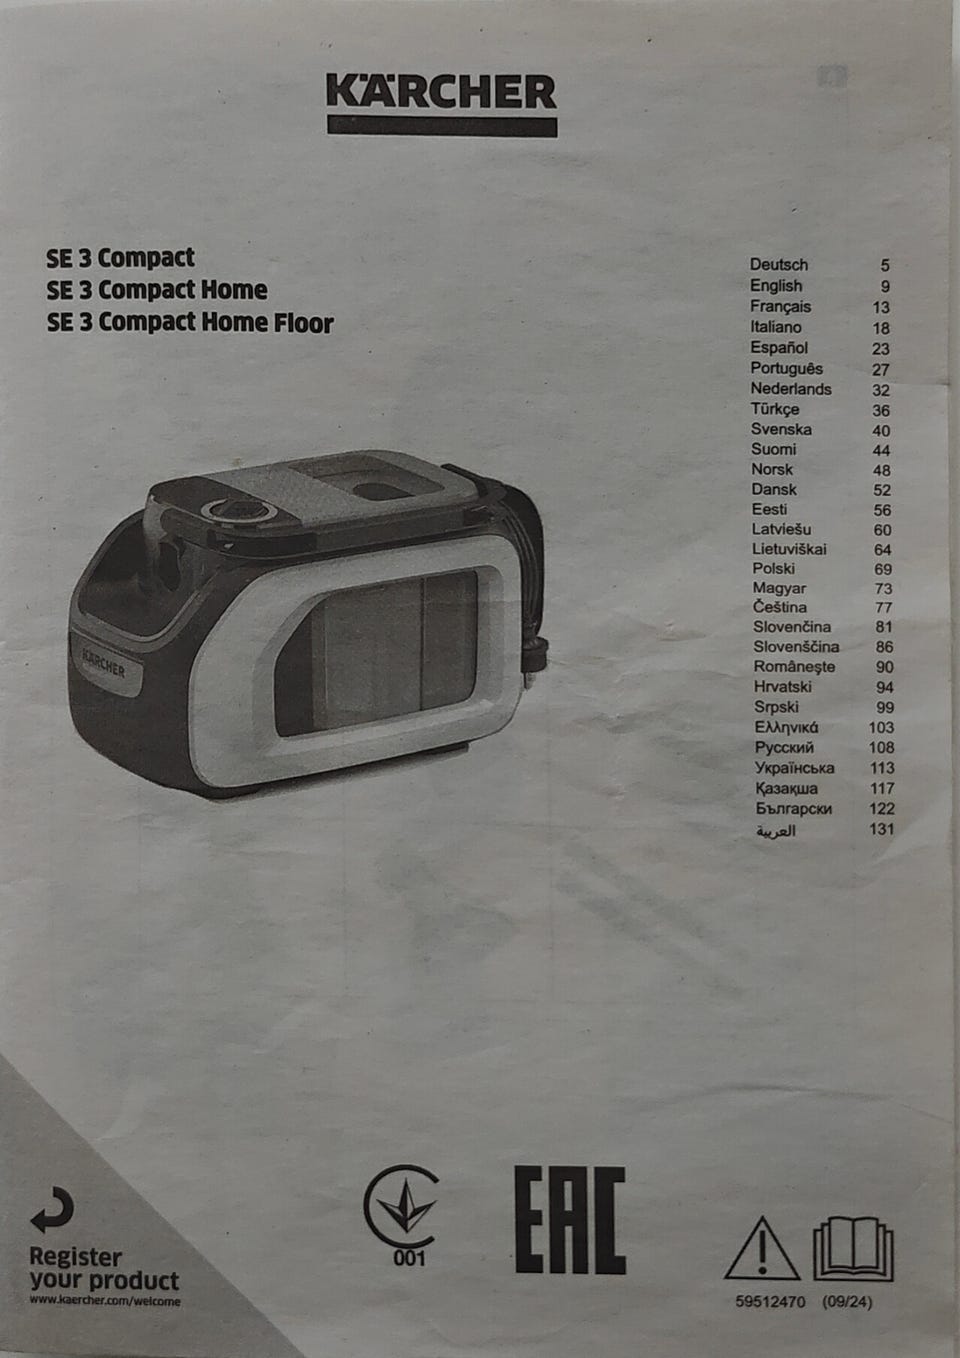 KÄRCHER
SE 3 Compact
SE 3 Compact Home
SE 3 Compact Home Floor
Deutsch 5
English 9
Français 13
Italiano 18
Español 23
Português 27
Nederlands 32
Türkçe 36
Svenska 40
Suomi 44
Norsk 48
Dansk 52
Eesti 56
Latviešu 60
Lietuviškai 64
Polski 69
Magyar 73
Čeština 77
Slovenčina 81
Slovenščina 86
Românește 90
Hrvatski 94
Srpski 99
Ελληνικά 103
Русский 108
Українська 113
Қазақша 117
Български 122
العربية 131
KÄRCHER
Register
your product
www.kaercher.com/welcome
001
EAC
59512470 (09/24)